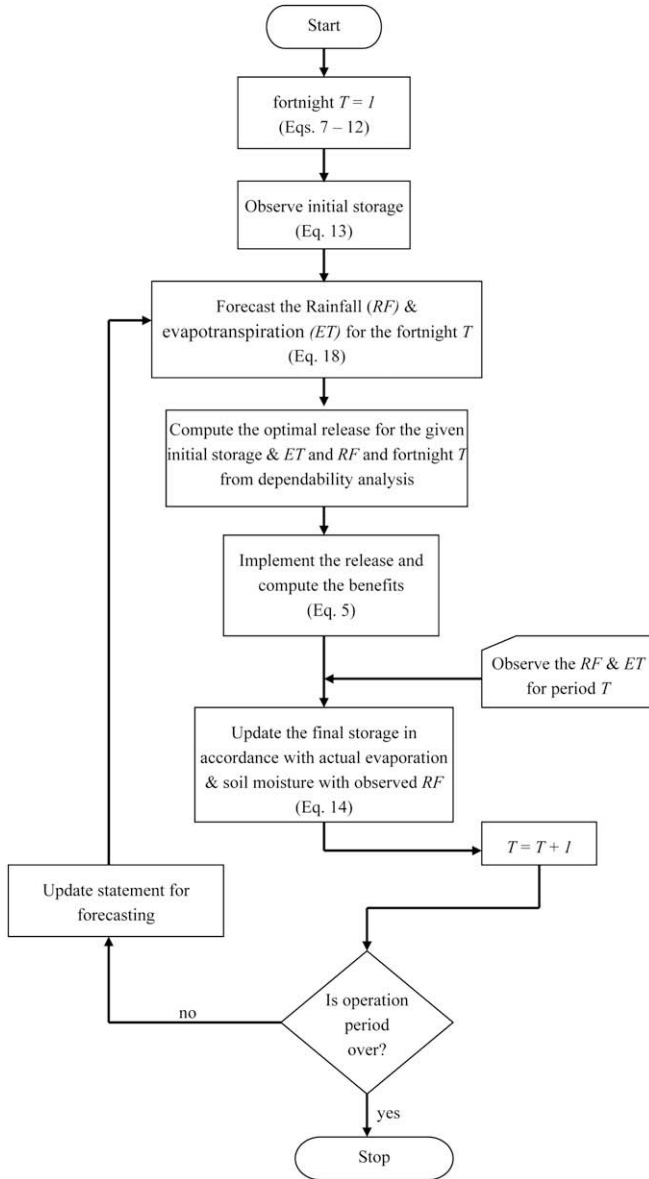 Start
fortnight T = 1
(Eqs. 7 – 12)
Observe initial storage
(Eq. 13)
Forecast the Rainfall (RF) &
evapotranspiration (ET) for the fortnight T
(Eq. 18)
Compute the optimal release for the given
initial storage & ET and RF and fortnight T
from dependability analysis
Implement the release and
compute the benefits
(Eq. 5)
Observe the RF & ET
for period T
Update the final storage in
accordance with actual evaporation
& soil moisture with observed RF
(Eq. 14)
T = T + 1
Update statement for
forecasting
Is operation
period
over?
no
yes
Stop